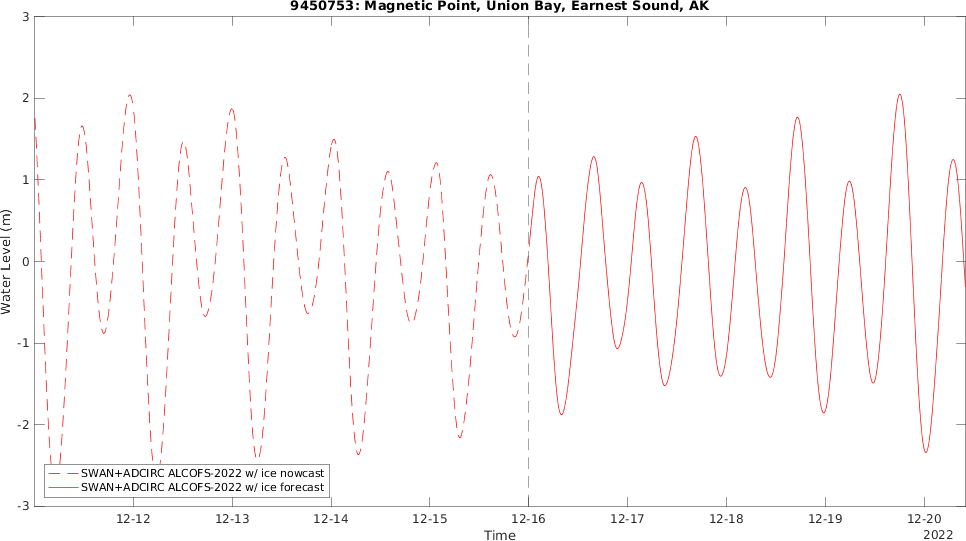 9450753: Magnetic Point, Union Bay, Earnest Sound, AK
3
2
1
0
-1
-2
-3
Water Level (m)
SWAN+ADCIRC ALCOFS-2022 w/ ice nowcast
SWAN+ADCIRC ALCOFS-2022 w/ ice forecast
12-12 12-13 12-14 12-15 12-16 12-17 12-18 12-19 12-20
Time
2022